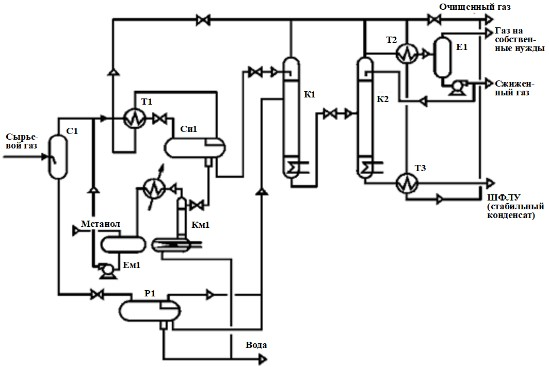 Очищенный газ
Газ на
собствен-
ные нужды
Т2
Е1
Сжижен-
ный газ
Т1
К1
К2
С1
Сырье-
вой газ
Си1
Т3
ШФЛУ
(стабильный
конденсат)
Метанол
Км1
Ем1
Р1
Вода